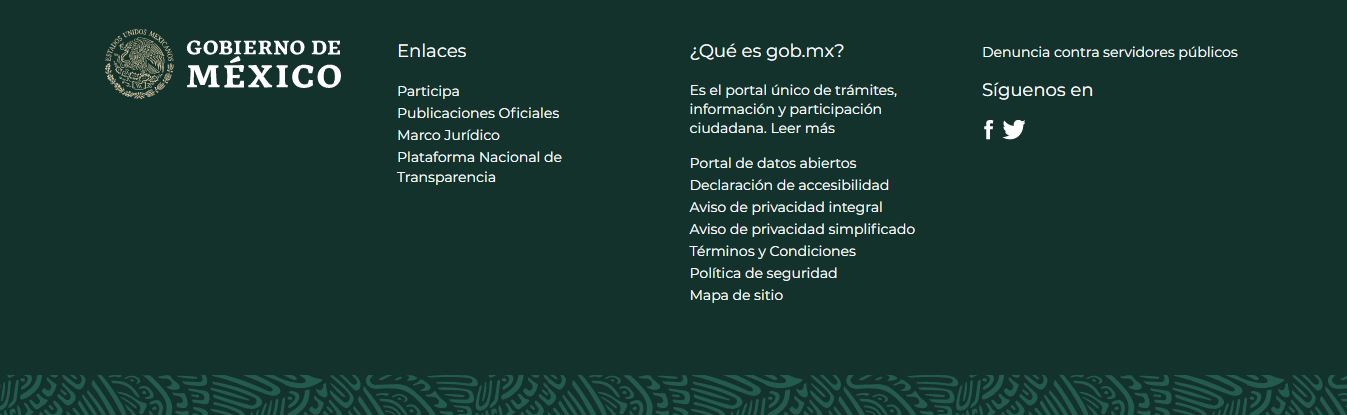 ESTADOS UNIDOS MEXICANOS
GOBIERNO DE
MÉXICO
Enlaces
Participa
Publicaciones Oficiales
Marco Jurídico
Plataforma Nacional de
Transparencia
¿Qué es gob.mx?
Es el portal único de trámites,
información y participación
ciudadana. Leer más
Portal de datos abiertos
Declaración de accesibilidad
Aviso de privacidad integral
Aviso de privacidad simplificado
Términos y Condiciones
Política de seguridad
Mapa de sitio
Denuncia contra servidores públicos
Síguenos en